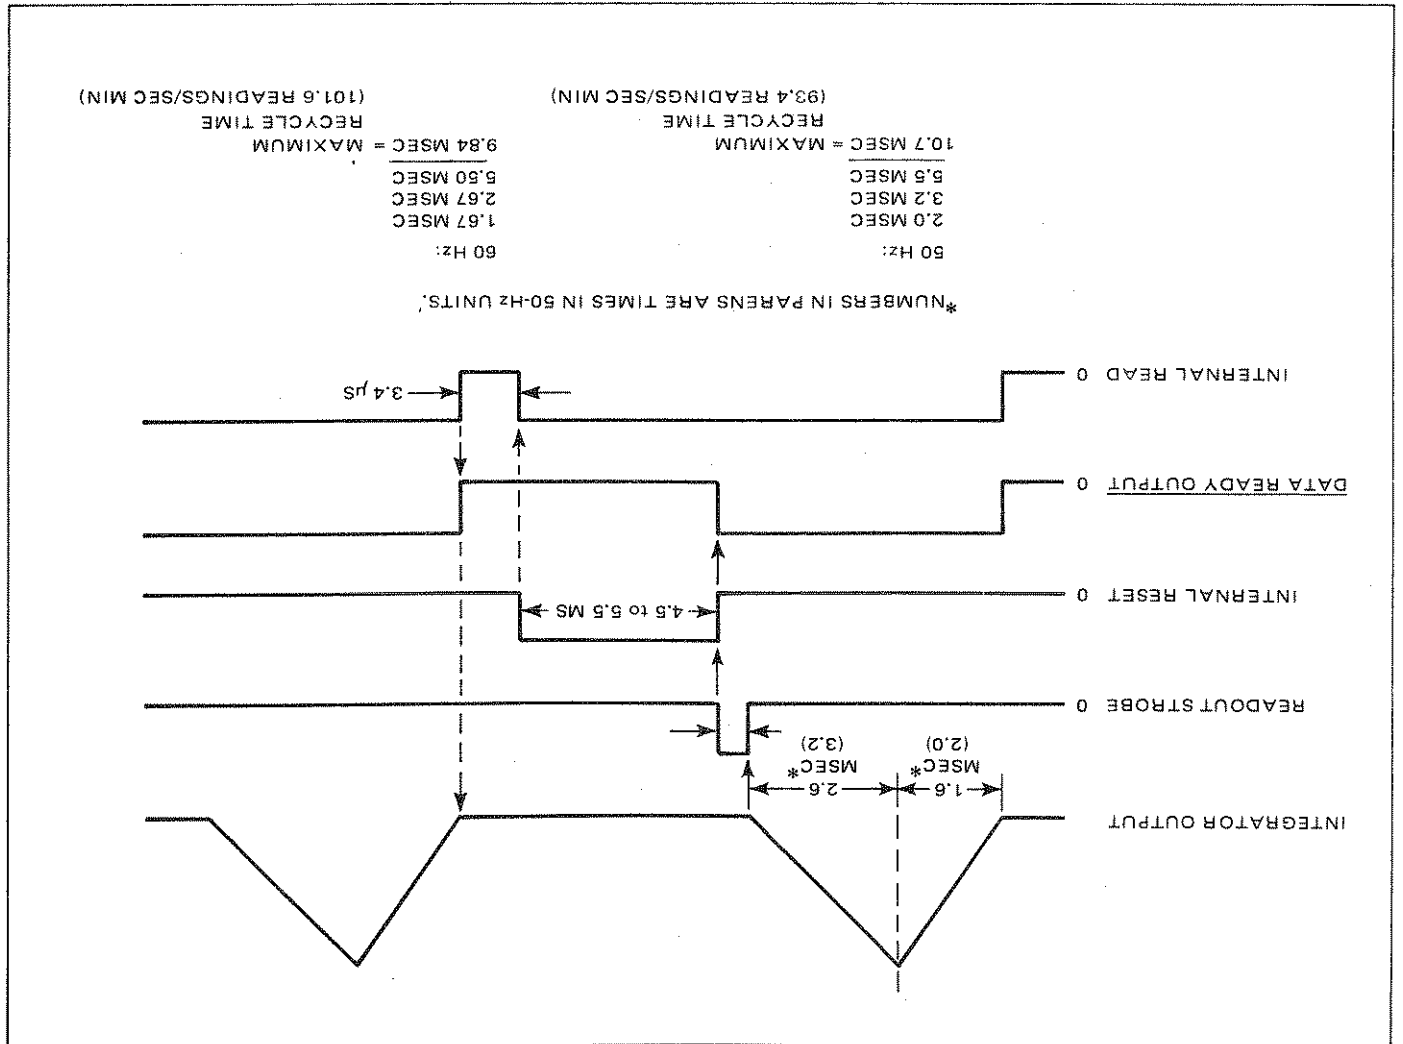 INTEGRATOR OUTPUT
1.6
MSEC*
(2.0)
2.6
MSEC*
(3.2)
READOUT STROBE 0
INTERNAL RESET 0
4.5 to 5.5 MS
DATA READY OUTPUT 0
INTERNAL READ 0
3.4 μS
*NUMBERS IN PARENS ARE TIMES IN 50-Hz UNITS.
50 Hz:
2.0 MSEC
3.2 MSEC
5.5 MSEC
10.7 MSEC = MAXIMUM
RECYCLE TIME
(93.4 READINGS/SEC MIN)
60 Hz:
1.67 MSEC
2.67 MSEC
5.50 MSEC
9.84 MSEC = MAXIMUM
RECYCLE TIME
(101.6 READINGS/SEC MIN)